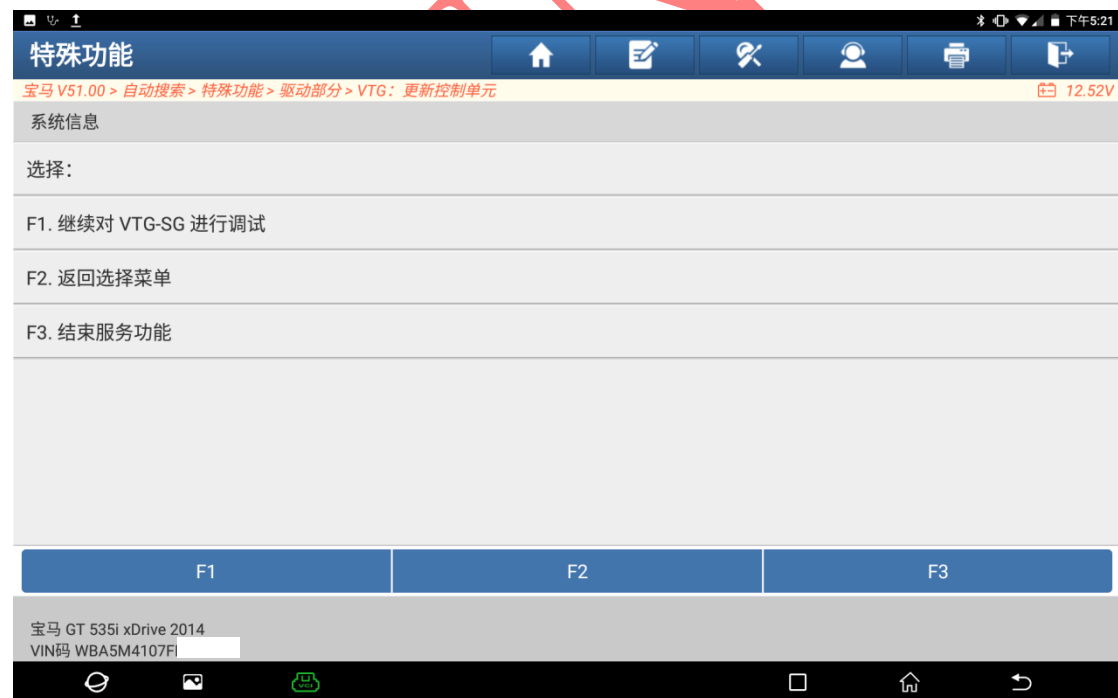 下午5:21
特殊功能
宝马 V51.00 > 自动搜索 > 特殊功能 > 驱动部分 > VTG：更新控制单元
12.52V
系统信息
选择：
F1. 继续对 VTG-SG 进行调试
F2. 返回选择菜单
F3. 结束服务功能
F1
F2
F3
宝马 GT 535i xDrive 2014
VIN码 WBA5M4107F
VCI